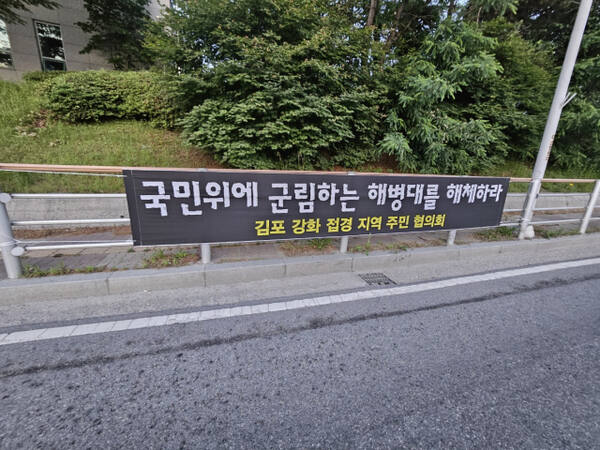 국민위에 군림하는 해병대를 해체하라
김포 강화 접경 지역 주민 협의회